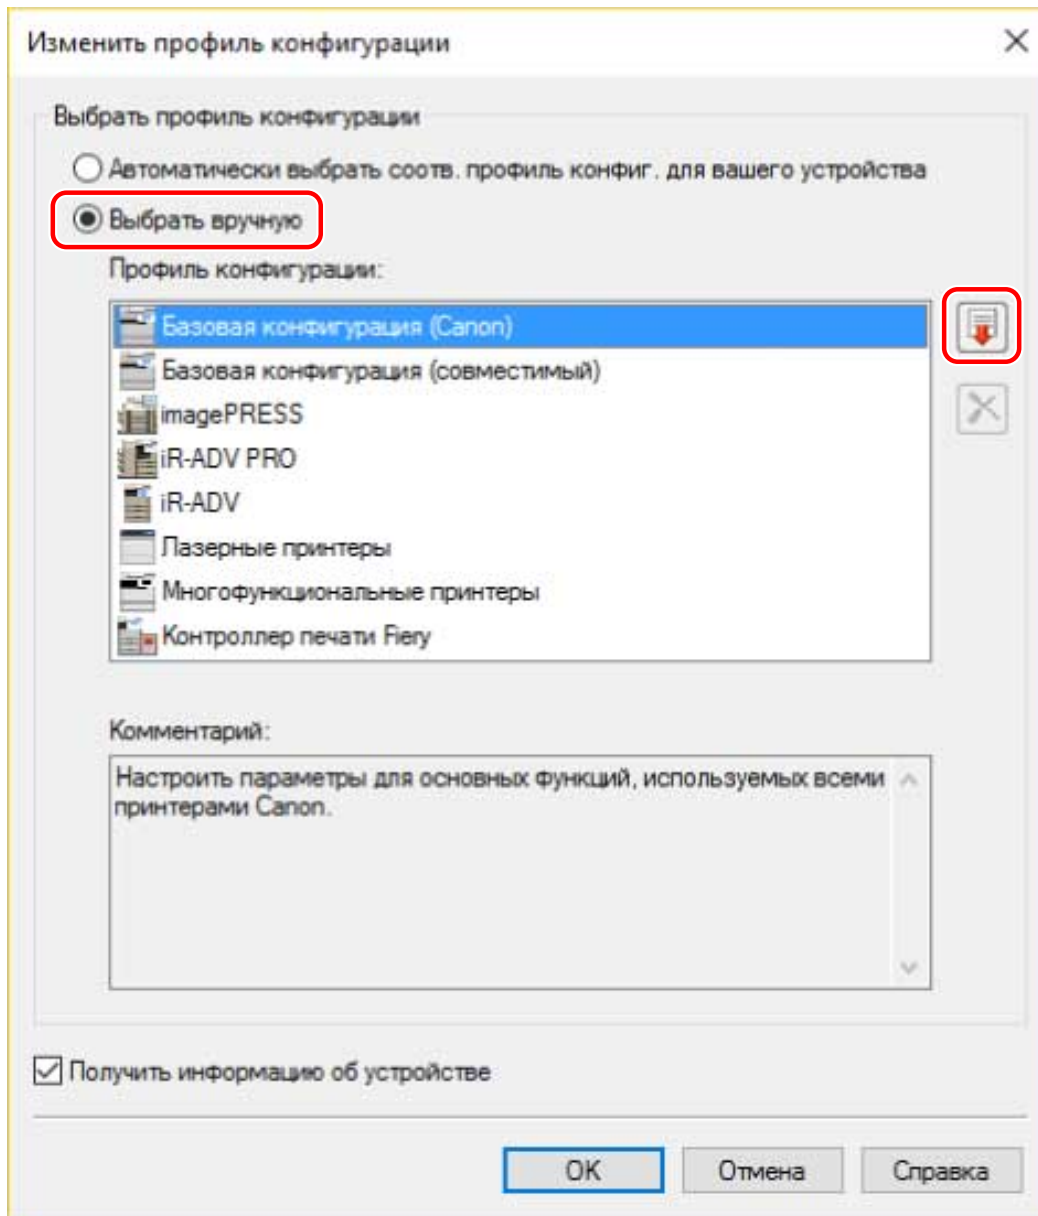 Изменить профиль конфигурации
Выбрать профиль конфигурации
Автоматически выбрать соотв. профиль конфиг. для вашего устройства
Выбрать вручную
Профиль конфигурации:
Базовая конфигурация (Canon)
Базовая конфигурация (совместимый)
imagePRESS
iR-ADV PRO
iR-ADV
Лазерные принтеры
Многофункциональные принтеры
Контроллер печати Fiery
Комментарий:
Настроить параметры для основных функций, используемых всеми
принтерами Canon.
Получить информацию об устройстве
OK Отмена Справка